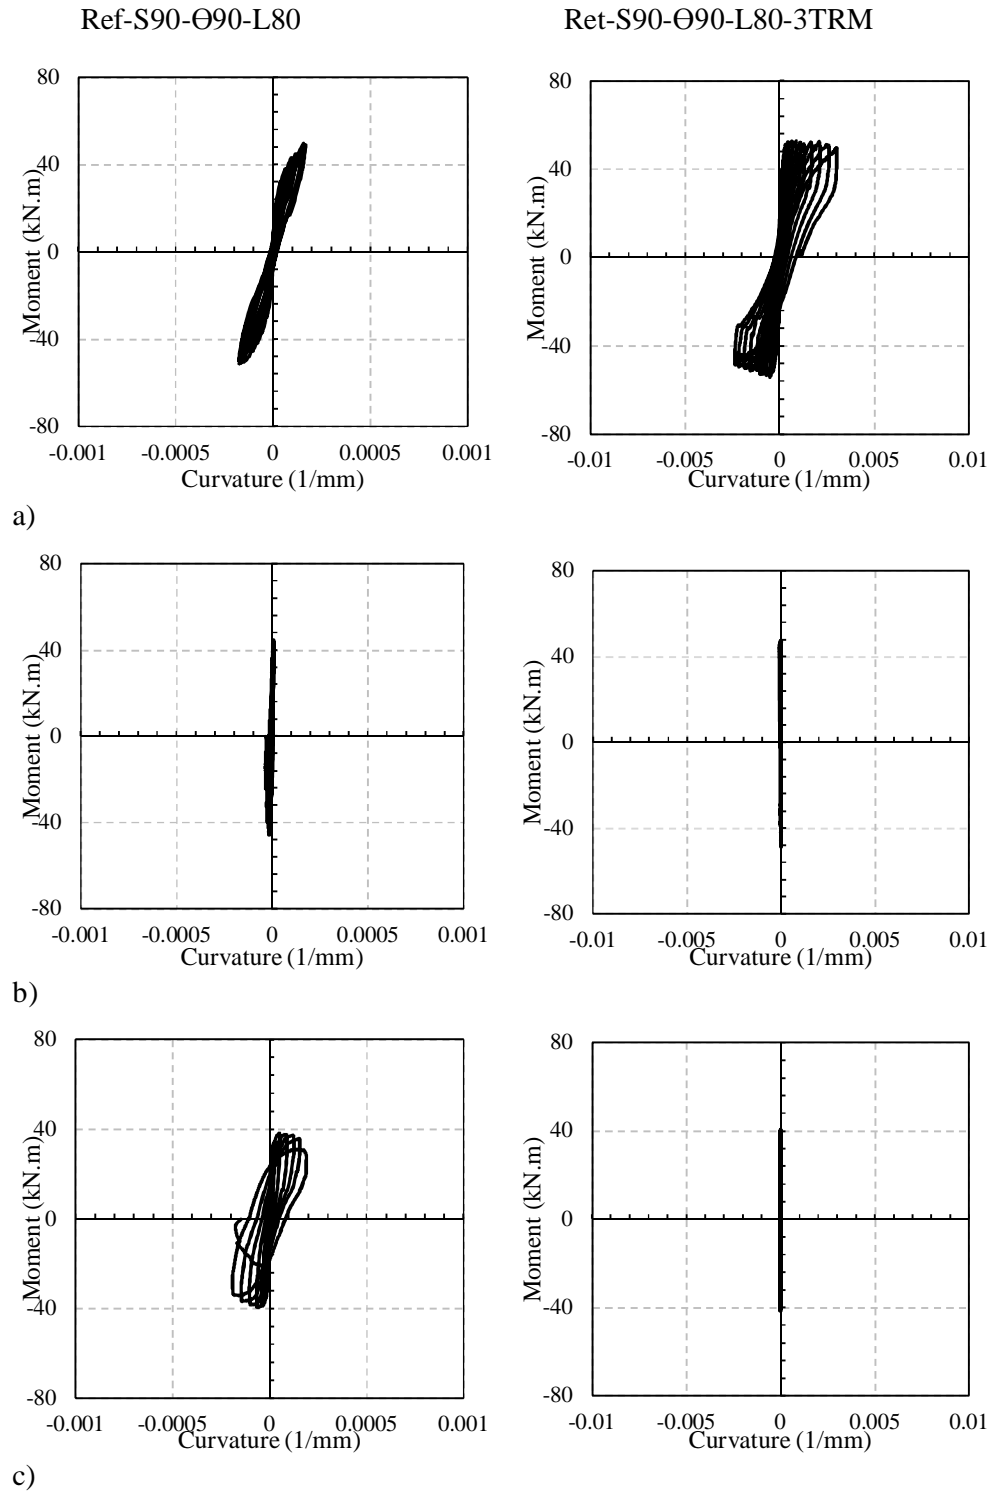 Ref-S90-Ɵ90-L80
Ret-S90-Ɵ90-L80-3TRM
80
40
0
-40
-80
Moment (kN.m)
-0.001 -0.0005 0 0.0005 0.001
Curvature (1/mm)
80
40
0
-40
-80
Moment (kN.m)
-0.01 -0.005 0 0.005 0.01
Curvature (1/mm)
a)
80
40
0
-40
-80
Moment (kN.m)
-0.001 -0.0005 0 0.0005 0.001
Curvature (1/mm)
80
40
0
-40
-80
Moment (kN.m)
-0.01 -0.005 0 0.005 0.01
Curvature (1/mm)
b)
80
40
0
-40
-80
Moment (kN.m)
-0.001 -0.0005 0 0.0005 0.001
Curvature (1/mm)
80
40
0
-40
-80
Moment (kN.m)
-0.01 -0.005 0 0.005 0.01
Curvature (1/mm)
c)